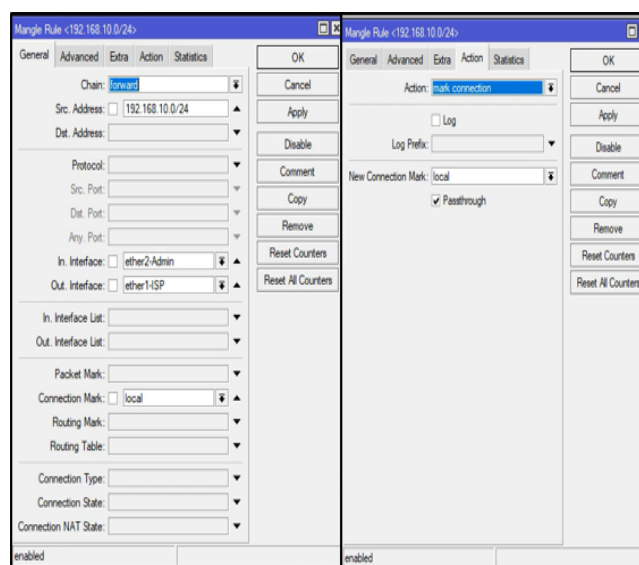 Mangle Rule <192.168.10.0/24>
General Advanced Extra Action Statistics
Chain: forward
Src. Address: 192.168.10.0/24
Dst. Address:
Protocol:
Src. Port:
Dst. Port:
Any. Port:
In. Interface: ether2-Admin
Out. Interface: ether1-ISP
In. Interface List:
Out. Interface List:
Packet Mark:
Connection Mark: local
Routing Mark:
Routing Table:
Connection Type:
Connection State:
Connection NAT State:
enabled
OK
Cancel
Apply
Disable
Comment
Copy
Remove
Reset Counters
Reset All Counters
Mangle Rule <192.168.10.0/24>
General Advanced Extra Action Statistics
Action: mark connection
Log
Log Prefix:
New Connection Mark: local
Passthrough
enabled
OK
Cancel
Apply
Disable
Comment
Copy
Remove
Reset Counters
Reset All Counters